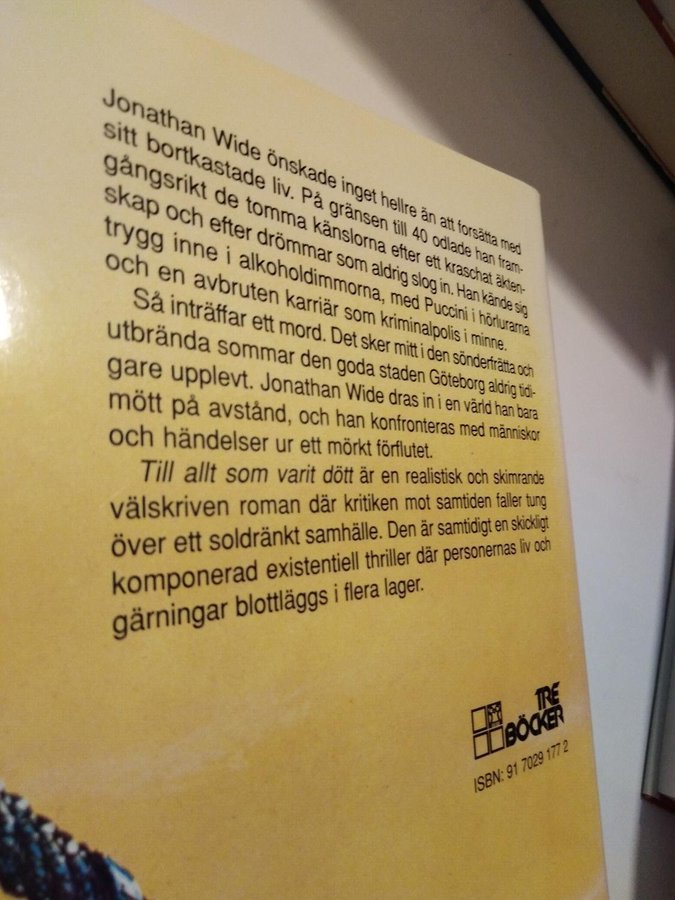 Jonathan Wide önskade inget hellre än att forsätta med
sitt bortkastade liv. På gränsen till 40 odlade han fram-
gångsrikt de tomma känslorna efter ett kraschat äkten-
skap och efter drömmar som aldrig slog in. Han kände sig
trygg inne i alkoholdimmorna, med Puccini i hörlurarna
och en avbruten karriär som kriminalpolis i minne.
Så inträffar ett mord. Det sker mitt i den sönderfrätta och
utbrända sommar den goda staden Göteborg aldrig tidi-
gare upplevt. Jonathan Wide dras in i en värld han bara
mött på avstånd, och han konfronteras med människor
och händelser ur ett mörkt förflutet.
Till allt som varit dött är en realistisk och skimrande
välskriven roman där kritiken mot samtiden faller tung
över ett soldränkt samhälle. Den är samtidigt en skickligt
komponerad existentiell thriller där personernas liv och
gärningar blottläggs i flera lager.
TRE
BÖCKER
ISBN: 91 7029 177 2